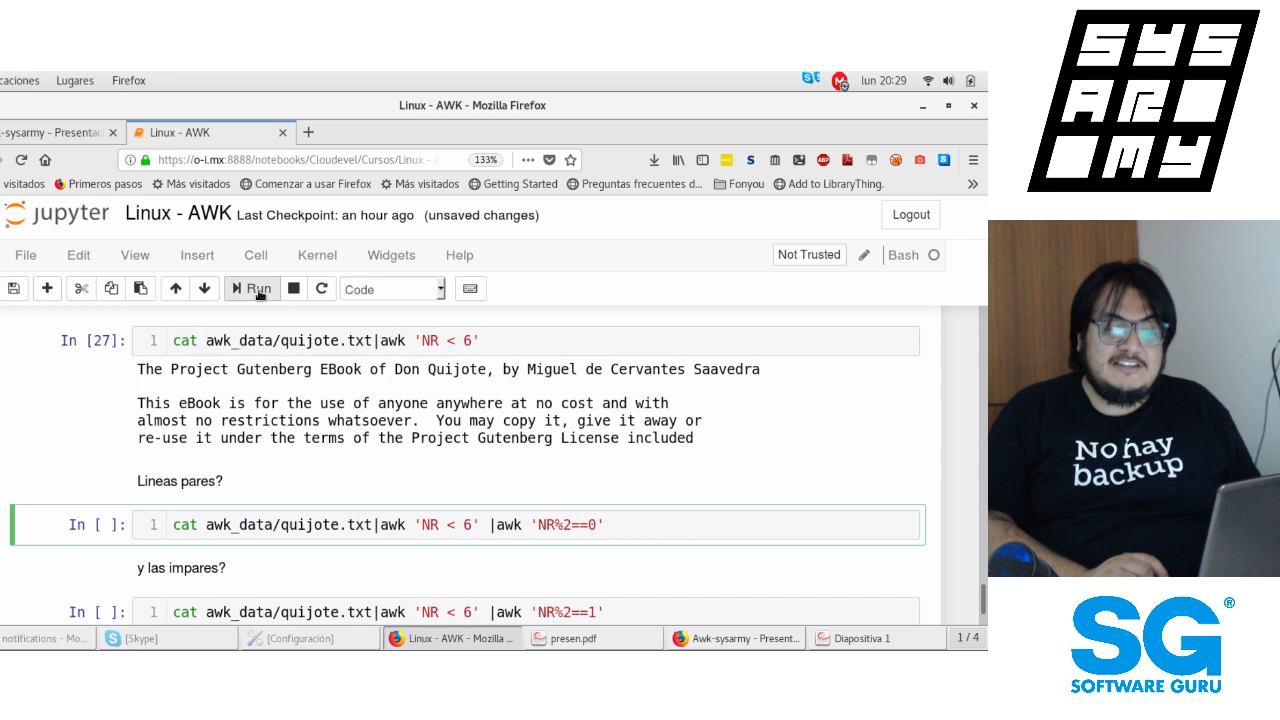 caciones Lugares Firefox lun 20:29
Linux - AWK - Mozilla Firefox
-sysarmy - Presentac Linux - AWK
https://o-i.mx:8888/notebooks/Cloudevel/Cursos/Linux - A 133%
visitados Primeros pasos Más visitados Comenzar a usar Firefox Más visitados Getting Started Preguntas frecuentes d... Fonyou Add to LibraryThing.
jupyter Linux - AWK Last Checkpoint: an hour ago (unsaved changes) Logout
File Edit View Insert Cell Kernel Widgets Help Not Trusted Bash
Run Code
In [27]: 1 cat awk_data/quijote.txt|awk 'NR < 6'
The Project Gutenberg EBook of Don Quijote, by Miguel de Cervantes Saavedra
This eBook is for the use of anyone anywhere at no cost and with
almost no restrictions whatsoever. You may copy it, give it away or
re-use it under the terms of the Project Gutenberg License included
Lineas pares?
In [ ]: 1 cat awk_data/quijote.txt|awk 'NR < 6' |awk 'NR%2==0'
y las impares?
In [ ]: 1 cat awk_data/quijote.txt|awk 'NR < 6' |awk 'NR%2==1'
notifications - Mo... [Skype] [Configuración] Linux - AWK - Mozilla ... presen.pdf Awk-sysarmy - Present... Diapositiva 1 1 / 4
SYS
AR
MY
No hay
backup
SG®
SOFTWARE GURU